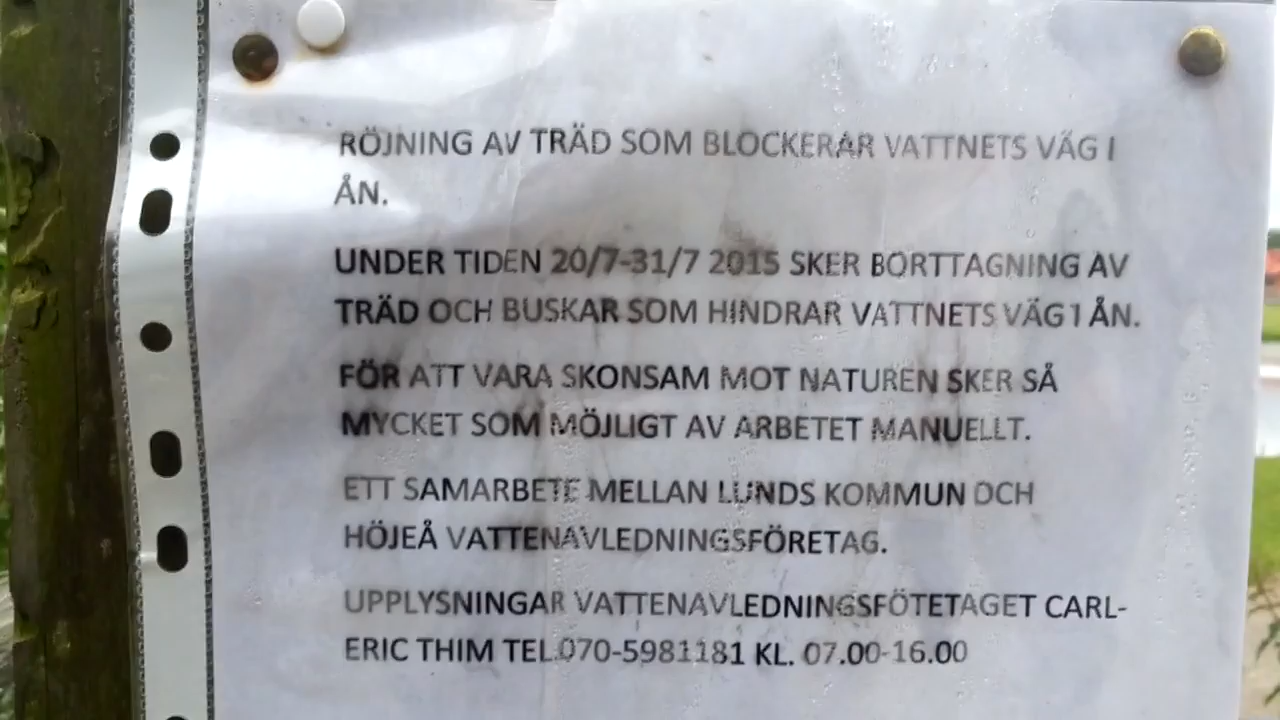 RÖJNING AV TRÄD SOM BLOCKERAR VATTNETS VÄG I
ÅN.
UNDER TIDEN 20/7-31/7 2015 SKER BORTTAGNING AV
TRÄD OCH BUSKAR SOM HINDRAR VATTNETS VÄG I ÅN.
FÖR ATT VARA SKONSAM MOT NATUREN SKER SÅ
MYCKET SOM MÖJLIGT AV ARBETET MANUELLT.
ETT SAMARBETE MELLAN LUNDS KOMMUN OCH
HÖJEÅ VATTENAVLEDNINGSFÖRETAG.
UPPLYSNINGAR VATTENAVLEDNINGSFÖTETAGET CARL-
ERIC THIM TEL.070-5981181 KL. 07.00-16.00